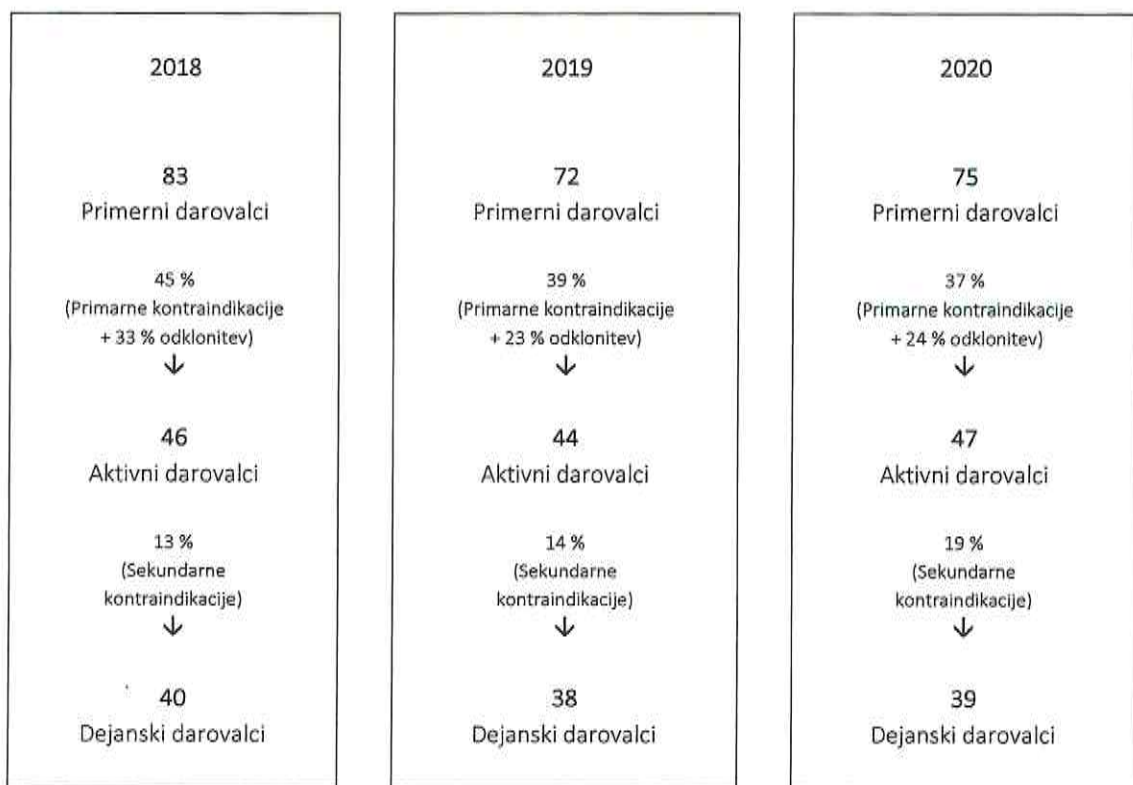 2018
83
Primerni darovalci
45 %
(Primarne kontraindikacije
+ 33 % odklonitev)
↓
46
Aktivni darovalci
13 %
(Sekundarne
kontraindikacije)
↓
40
Dejanski darovalci
2019
72
Primerni darovalci
39 %
(Primarne kontraindikacije
+ 23 % odklonitev)
↓
44
Aktivni darovalci
14 %
(Sekundarne
kontraindikacije)
↓
38
Dejanski darovalci
2020
75
Primerni darovalci
37 %
(Primarne kontraindikacije
+ 24 % odklonitev)
↓
47
Aktivni darovalci
19 %
(Sekundarne
kontraindikacije)
↓
39
Dejanski darovalci